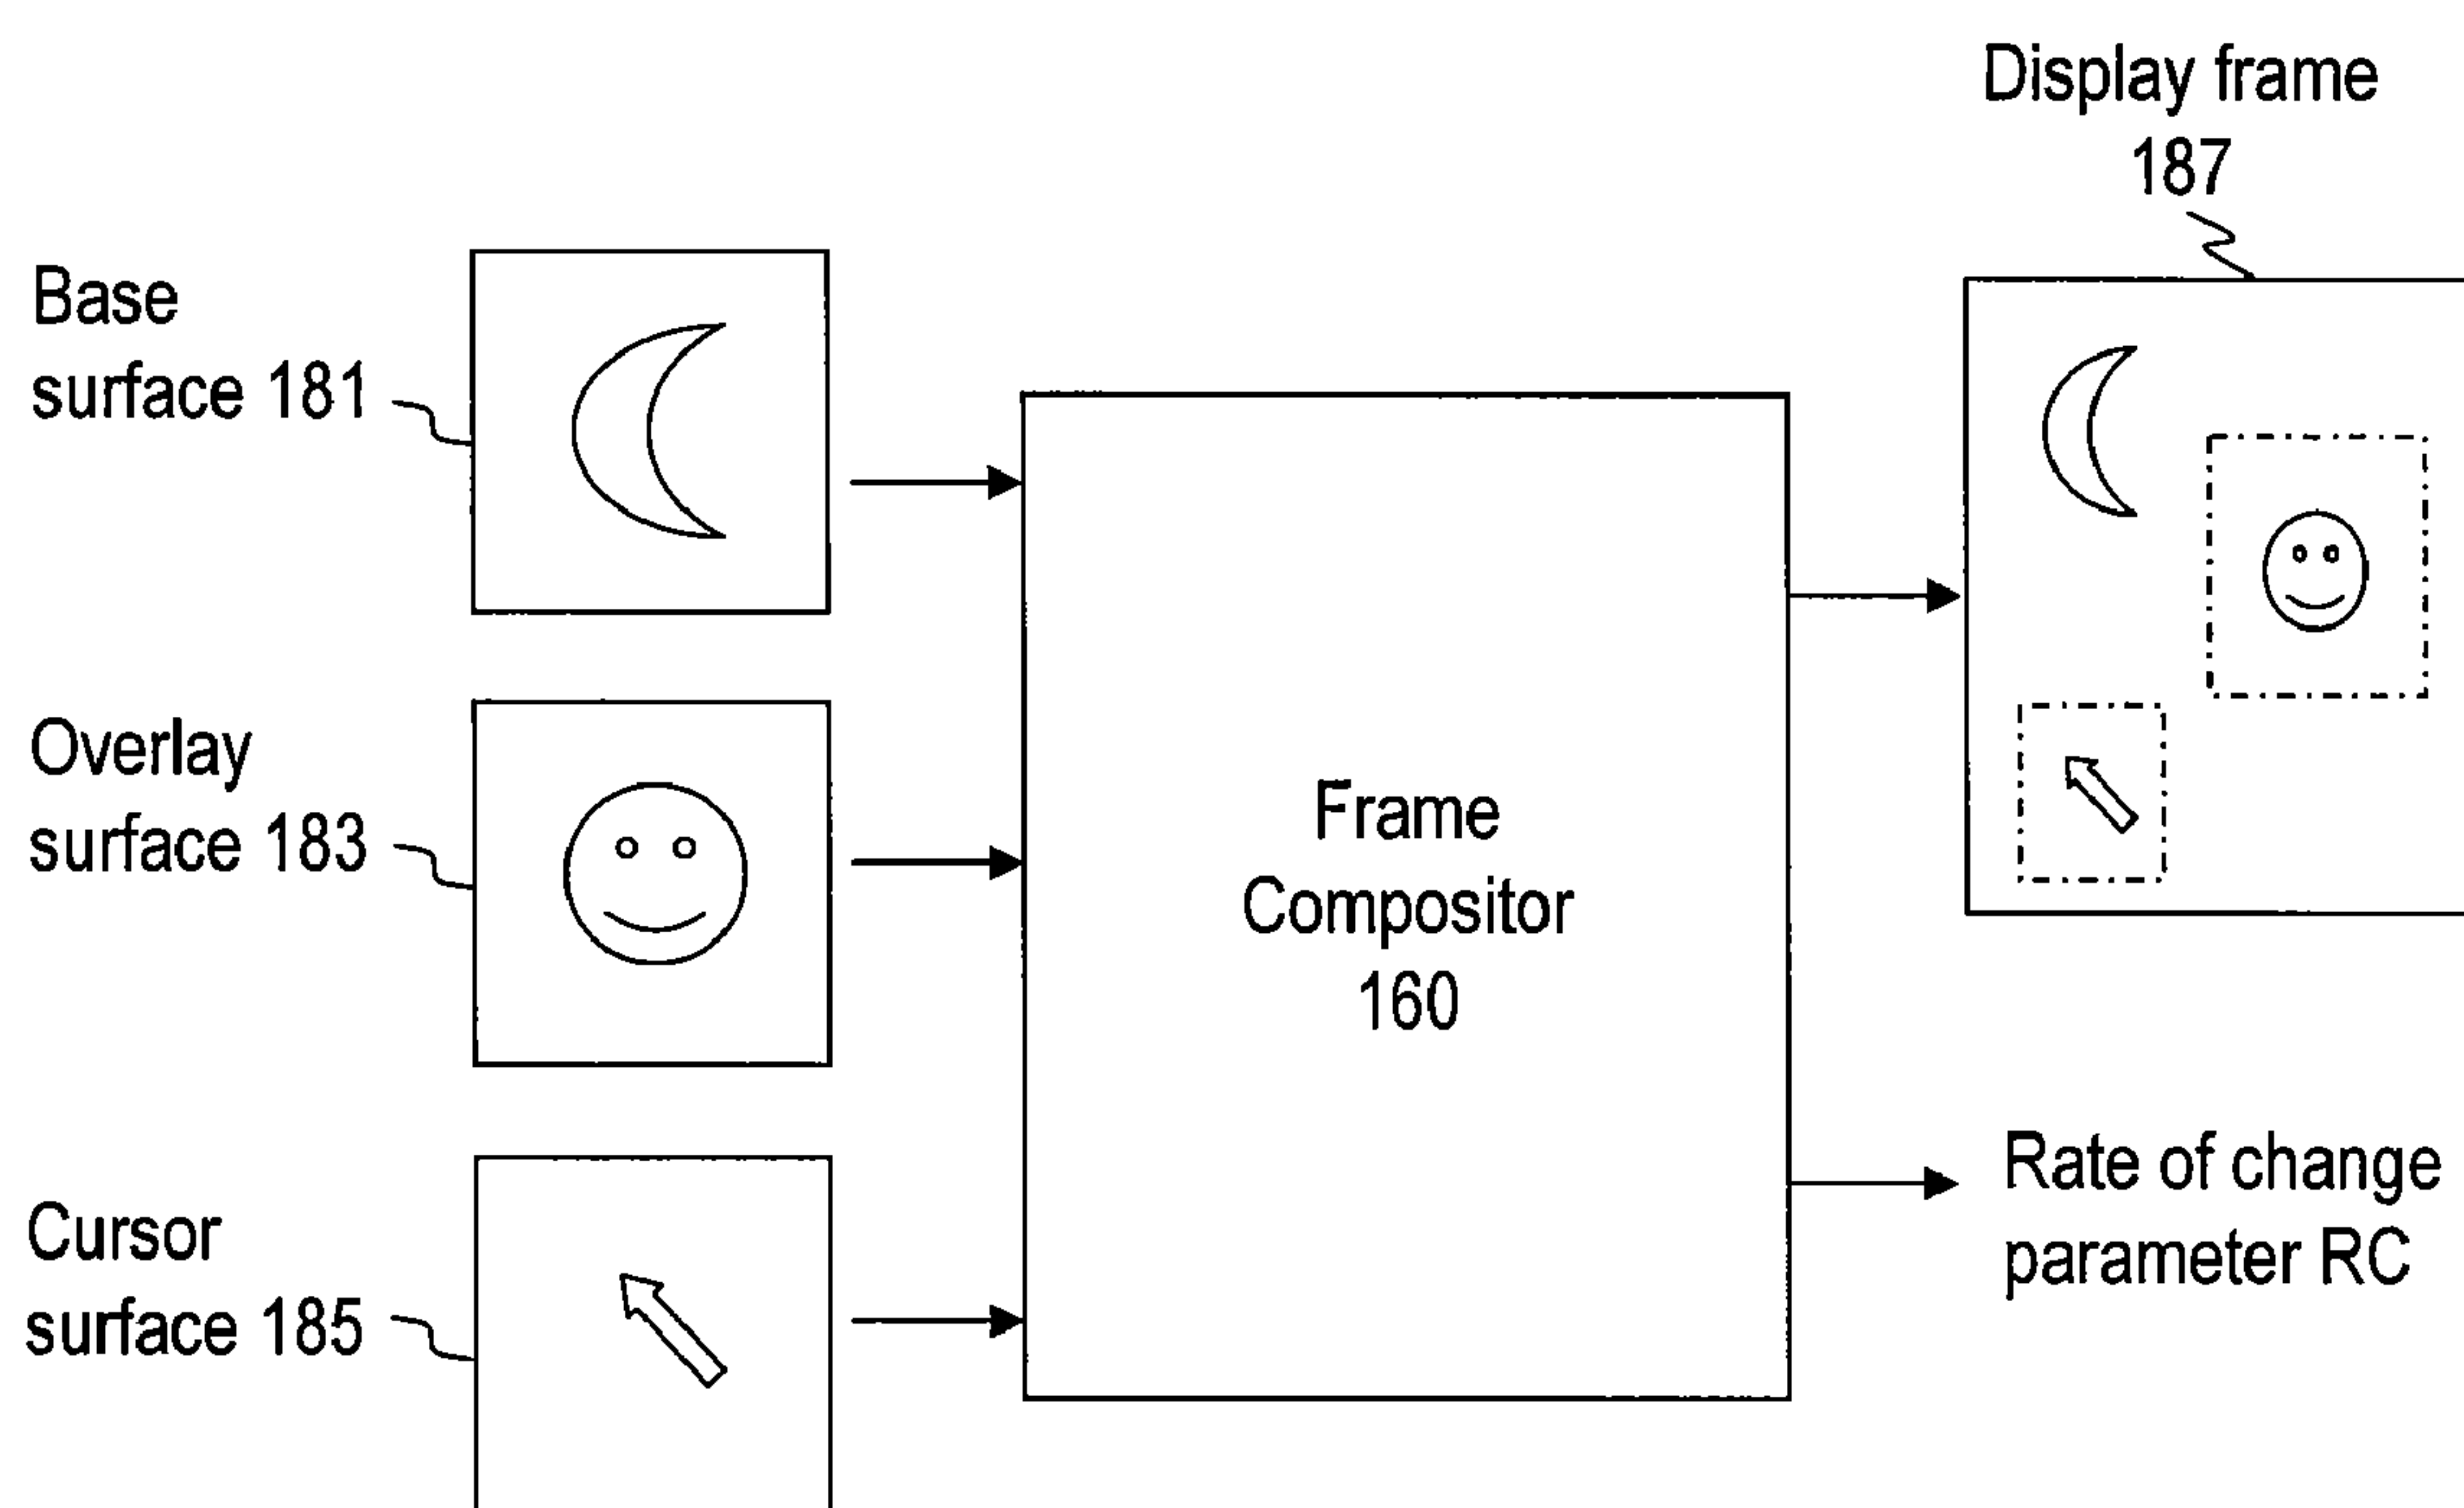 Display frame
187
Base
surface 181
Overlay
surface 183
Frame
Compositor
160
Cursor
surface 185
Rate of change
parameter RC